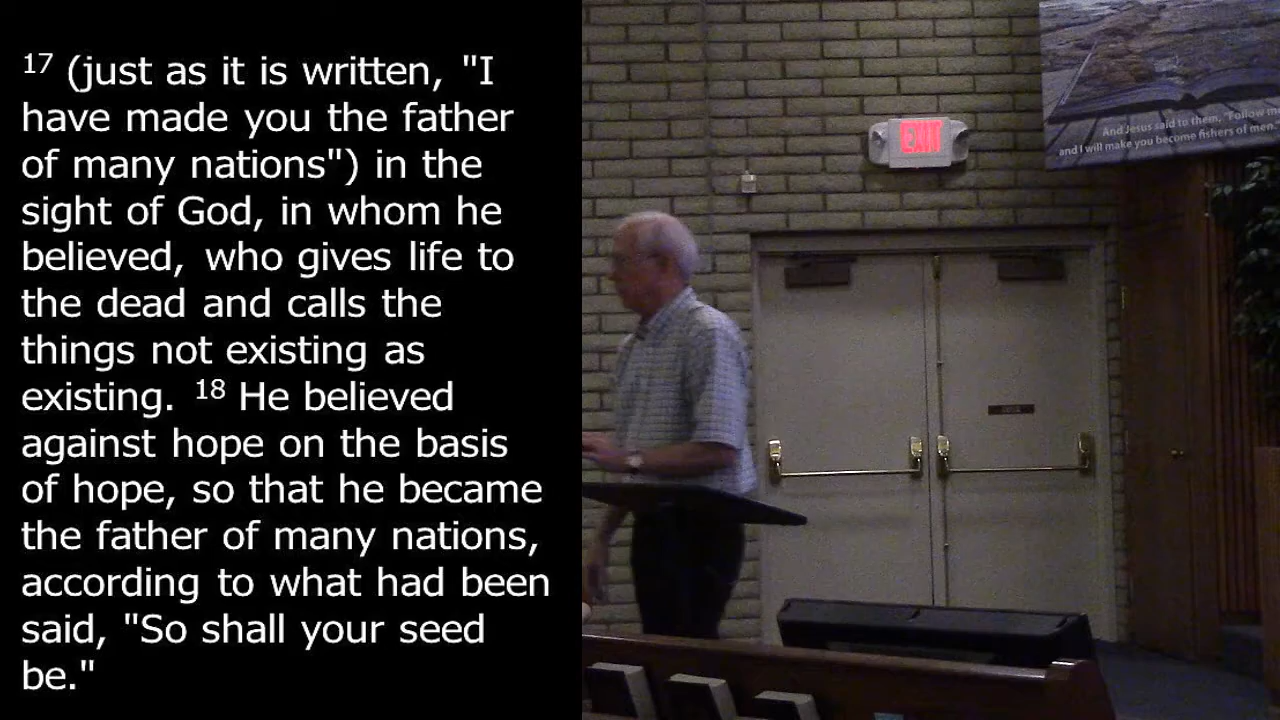 17 (just as it is written, "I
have made you the father
of many nations") in the
sight of God, in whom he
believed, who gives life to
the dead and calls the
things not existing as
existing. 18 He believed
against hope on the basis
of hope, so that he became
the father of many nations,
according to what had been
said, "So shall your seed
be."
EXIT
And Jesus said to them, "Follow
and I will make you become fishers of men."